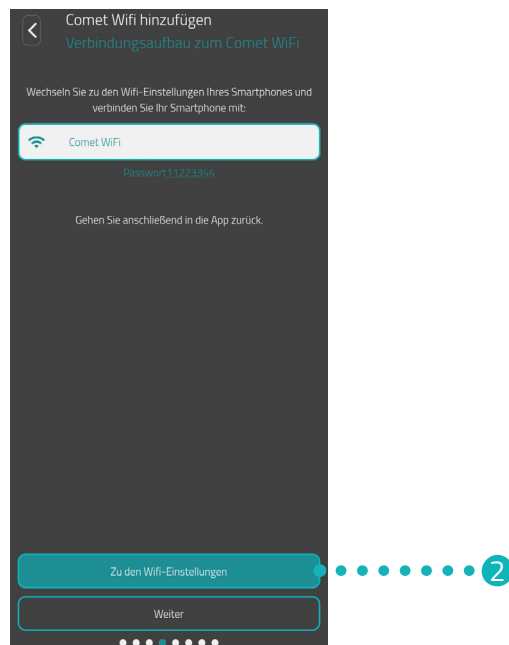 Comet Wifi hinzufügen
Verbindungsaufbau zum Comet WiFi
Wechseln Sie zu den Wifi-Einstellungen Ihres Smartphones und
verbinden Sie Ihr Smartphone mit:
Comet WiFi
Passwort11223344
Gehen Sie anschließend in die App zurück.
Zu den Wifi-Einstellungen
2
Weiter